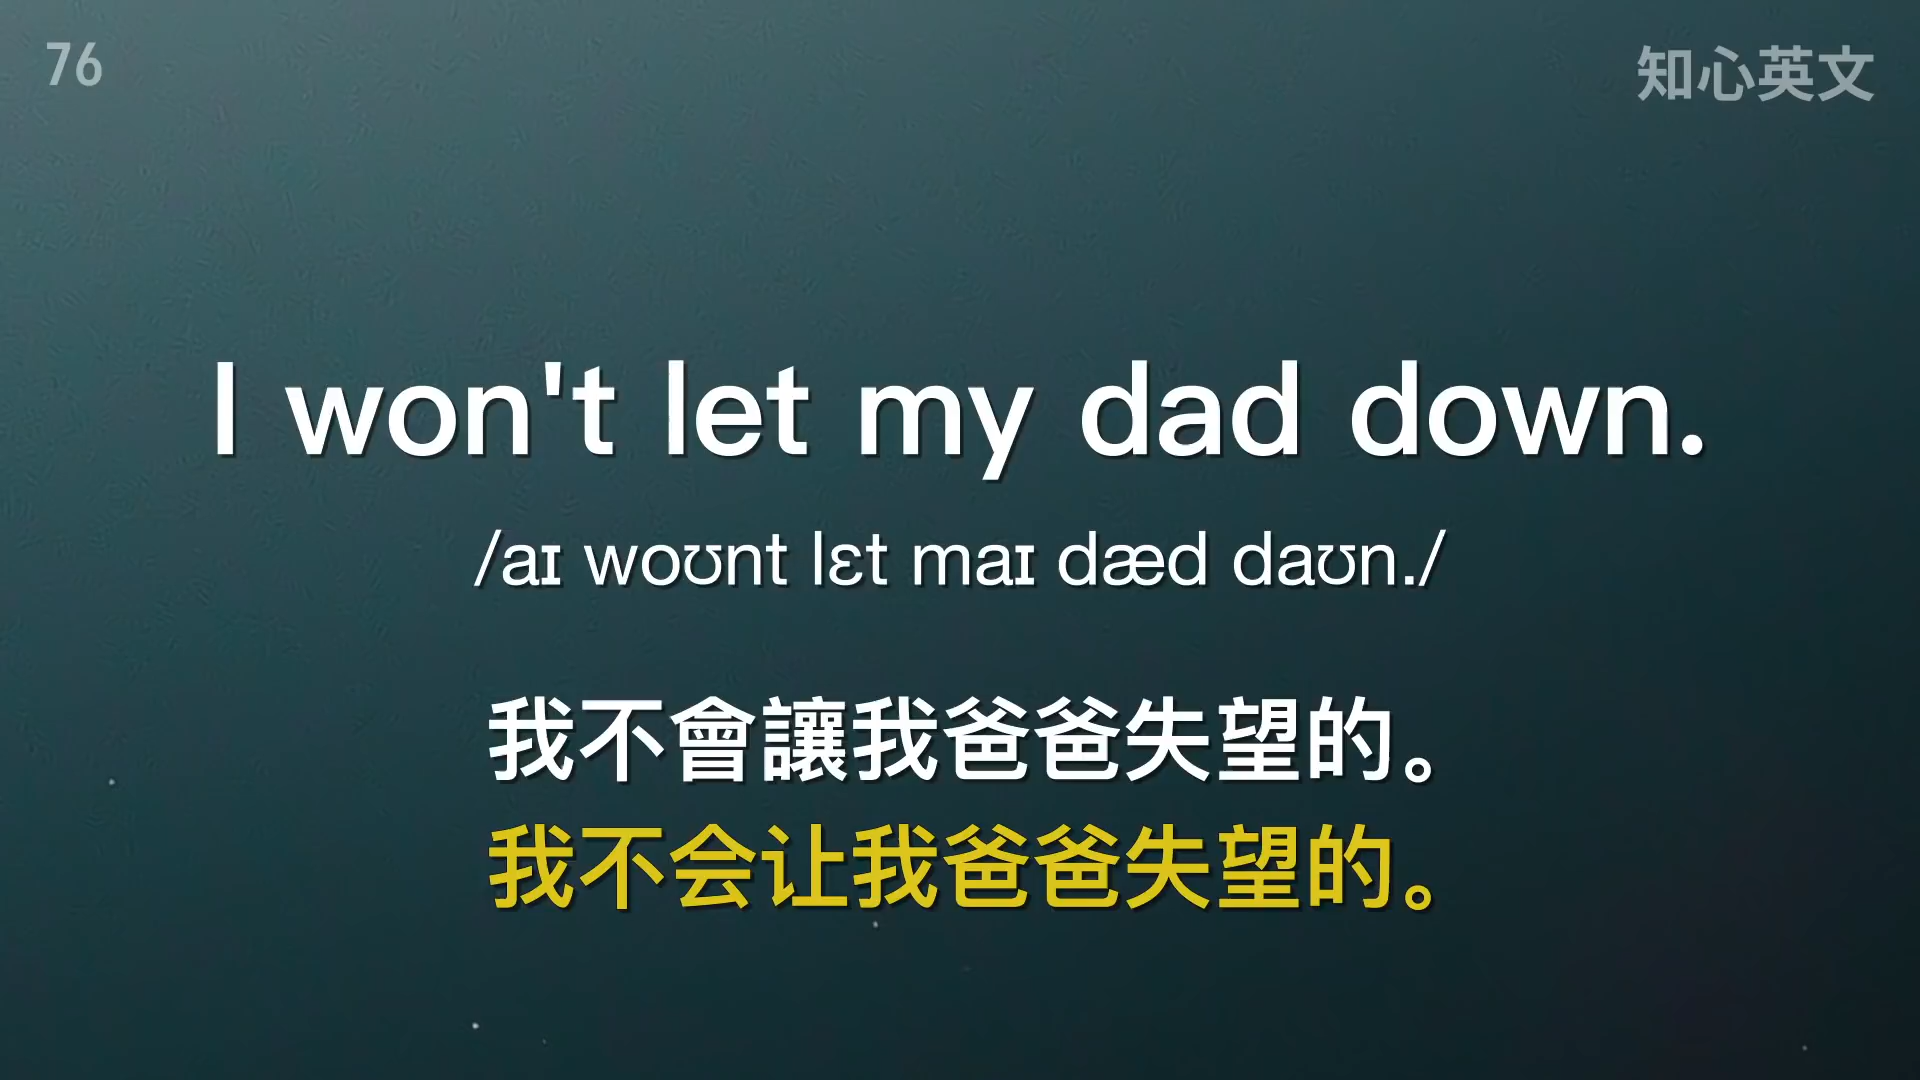 76
知心英文
I won't let my dad down.
/aɪ woʊnt lɛt maɪ dæd daʊn./
我不會讓我爸爸失望的。
我不会让我爸爸失望的。